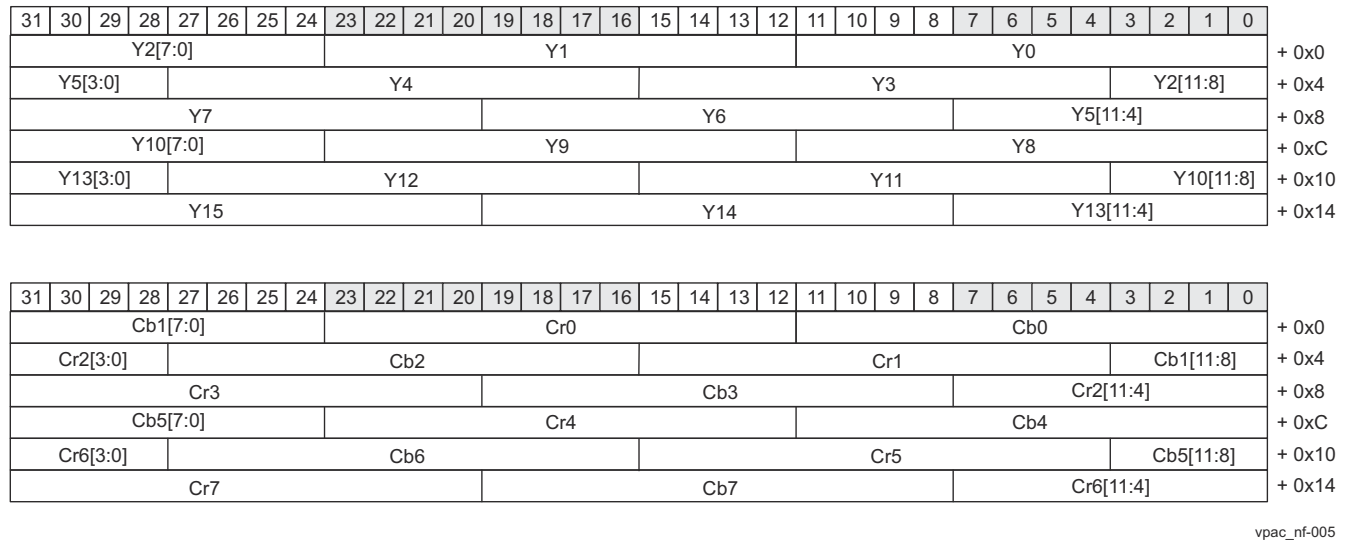 31 30 29 28 27 26 25 24 23 22 21 20 19 18 17 16 15 14 13 12 11 10 9 8 7 6 5 4 3 2 1 0
Y2[7:0] Y1 Y0 + 0x0
Y5[3:0] Y4 Y3 Y2[11:8] + 0x4
Y7 Y6 Y5[11:4] + 0x8
Y10[7:0] Y9 Y8 + 0xC
Y13[3:0] Y12 Y11 Y10[11:8] + 0x10
Y15 Y14 Y13[11:4] + 0x14
31 30 29 28 27 26 25 24 23 22 21 20 19 18 17 16 15 14 13 12 11 10 9 8 7 6 5 4 3 2 1 0
Cb1[7:0] Cr0 Cb0 + 0x0
Cr2[3:0] Cb2 Cr1 Cb1[11:8] + 0x4
Cr3 Cb3 Cr2[11:4] + 0x8
Cb5[7:0] Cr4 Cb4 + 0xC
Cr6[3:0] Cb6 Cr5 Cb5[11:8] + 0x10
Cr7 Cb7 Cr6[11:4] + 0x14
vpac_nf-005